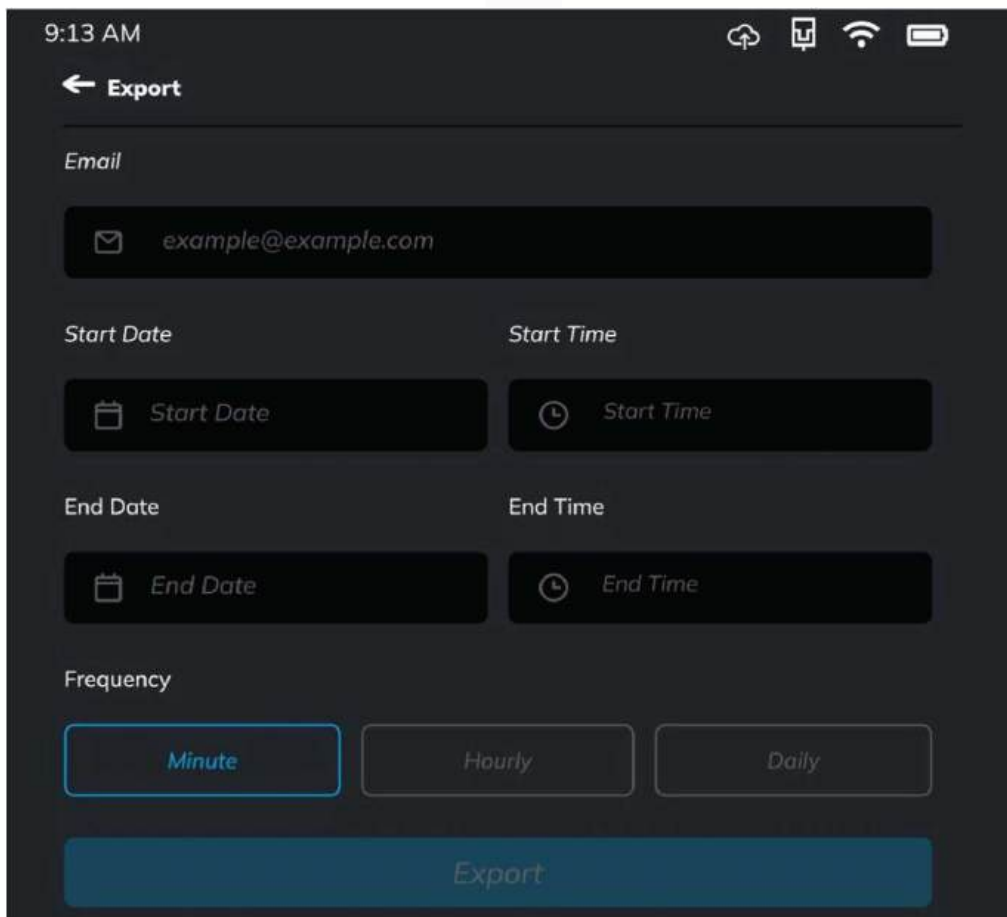 9:13 AM
Export
Email
example@example.com
Start Date Start Time
Start Date Start Time
End Date End Time
End Date End Time
Frequency
Minute Hourly Daily
Export